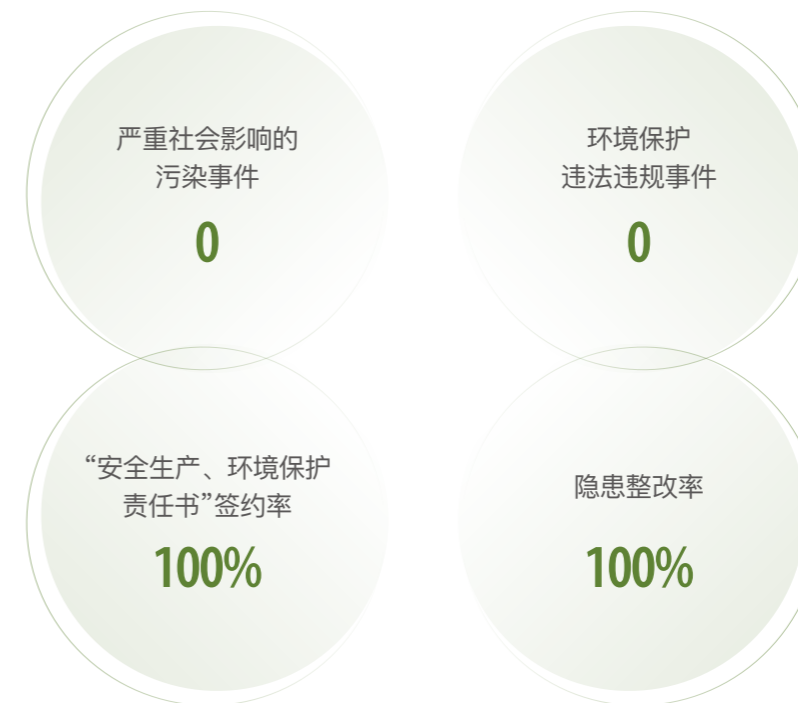 严重社会影响的
污染事件
0
环境保护
违法违规事件
0
“安全生产、环境保护
责任书”签约率
100%
隐患整改率
100%